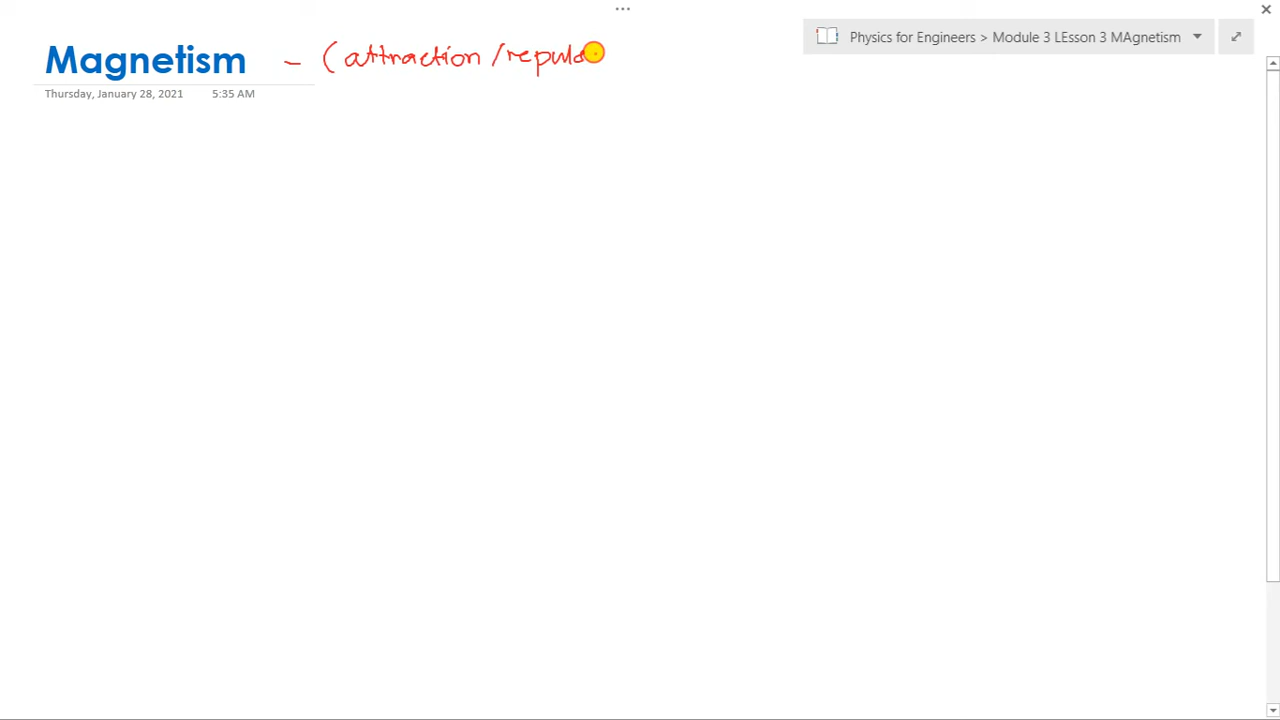 Magnetism - (attraction /repuls
Physics for Engineers > Module 3 LEsson 3 MAgnetism
Thursday, January 28, 2021 5:35 AM